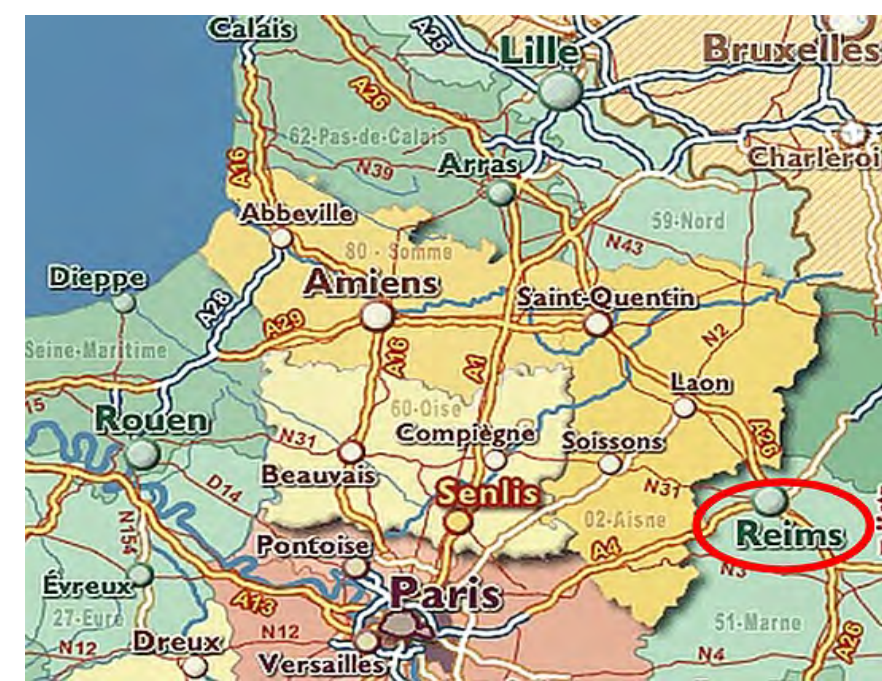 Calais
A25
Lille
Bruxelles
A26
62-Pas-de-Calais
Charleroi
A16
N39
Arras
Abbeville
59-Nord
80 - Somme
N43
Dieppe
Amiens
Saint-Quentin
A28
A29
N2
Seine-Maritime
A16
A1
Laon
15
60-Oise
Rouen
N31
Compiègne
Soissons
A26
Beauvais
D14
Senlis
N31
02-Aisne
Reims
N154
Pontoise
A4
N3
Évreux
A13
Paris
27-Eure
N12
Dreux
N12
51-Marne
Versailles
N4
A26